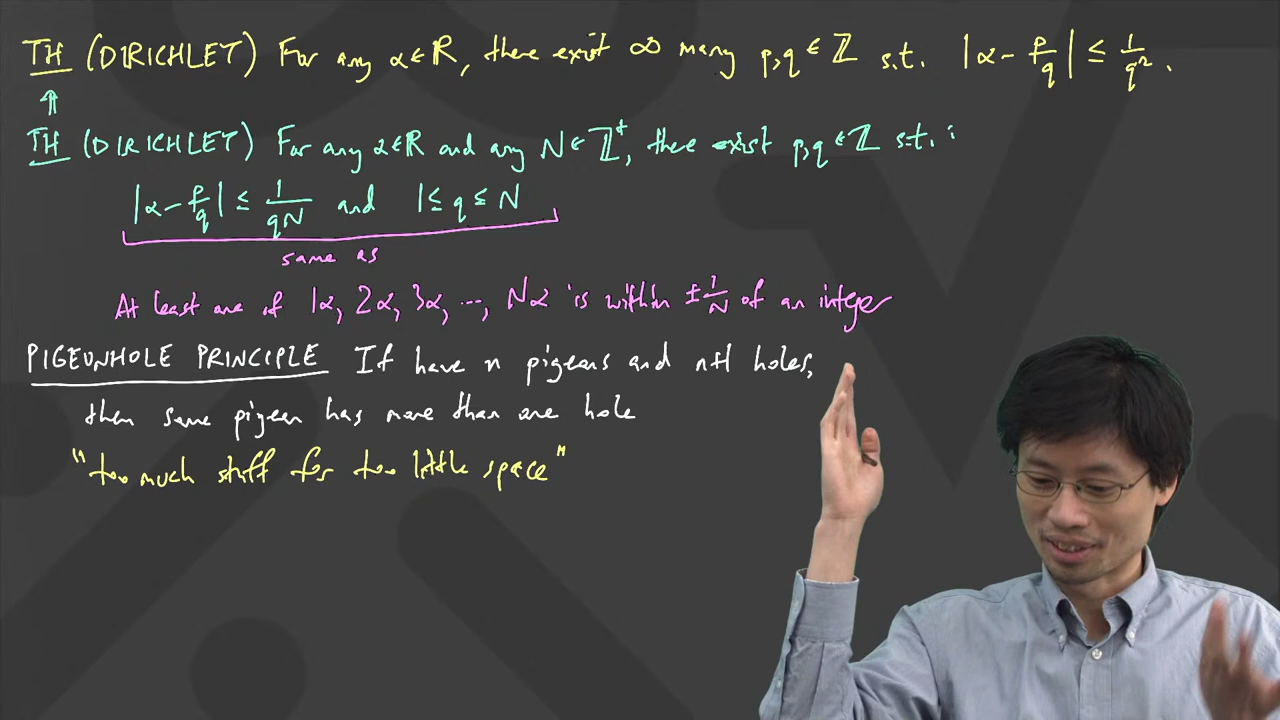 TH (DIRICHLET) For any α∈ℝ, there exist ∞ many p,q ∈ ℤ s.t. |α - p/q| ≤ 1/q².
⇑
TH (DIRICHLET) For any α∈ℝ and any N∈ℤ⁺, there exist p,q ∈ ℤ s.t. :
|α - p/q| ≤ 1/qN and 1 ≤ q ≤ N
same as
At least one of 1α, 2α, 3α, ..., Nα is within ± 1/N of an integer
PIGEONHOLE PRINCIPLE If have n pigeons and n+1 holes,
then some pigeon has more than one hole
"too much stuff for too little space"